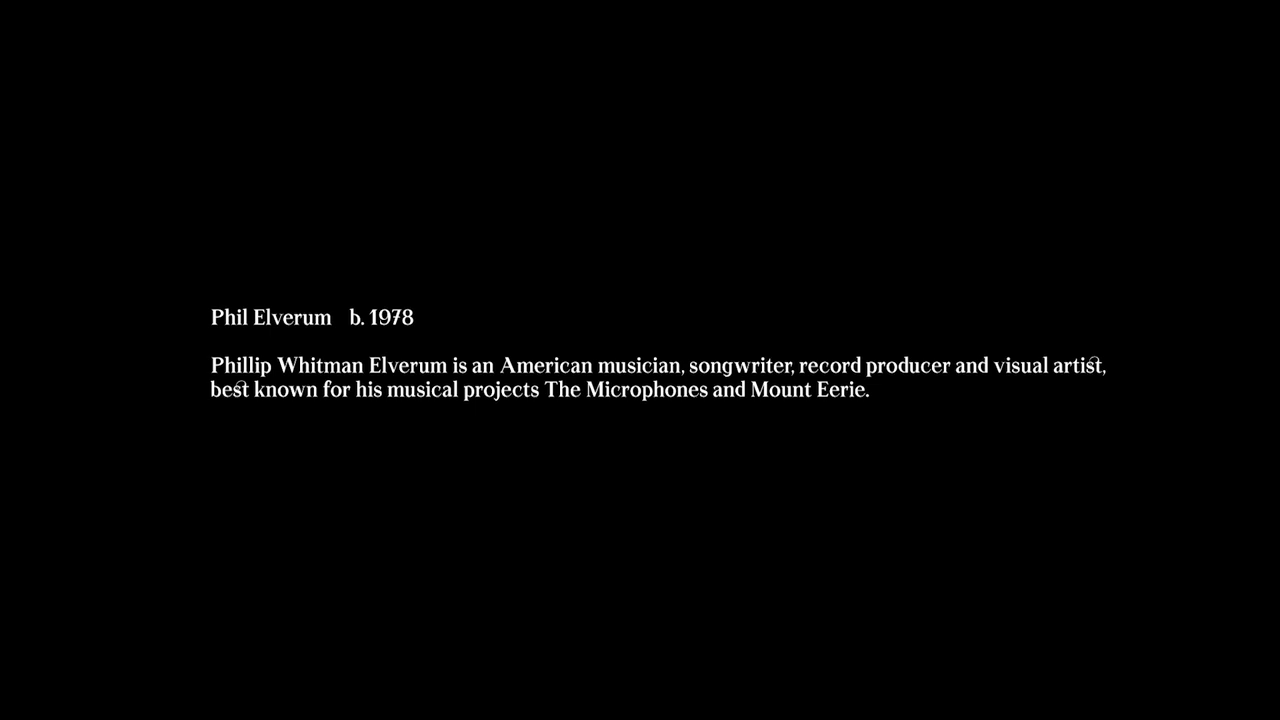 Phil Elverum b. 1978
Phillip Whitman Elverum is an American musician, songwriter, record producer and visual artist,
best known for his musical projects The Microphones and Mount Eerie.